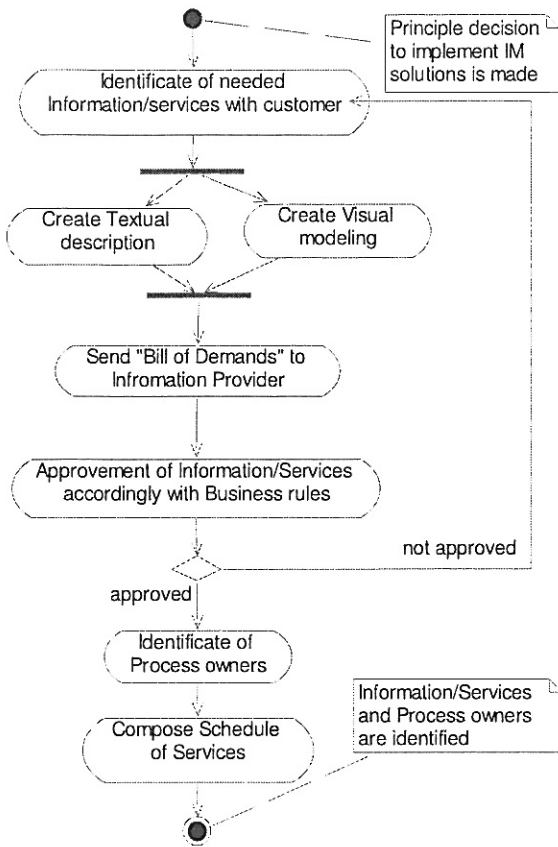 Principle decision
to implement IM
solutions is made
Identificate of needed
Information/services with customer
Create Textual
description
Create Visual
modeling
Send "Bill of Demands" to
Infromation Provider
Approvement of Information/Services
accordingly with Business rules
not approved
approved
Identificate of
Process owners
Information/Services
and Process owners
are identified
Compose Schedule
of Services